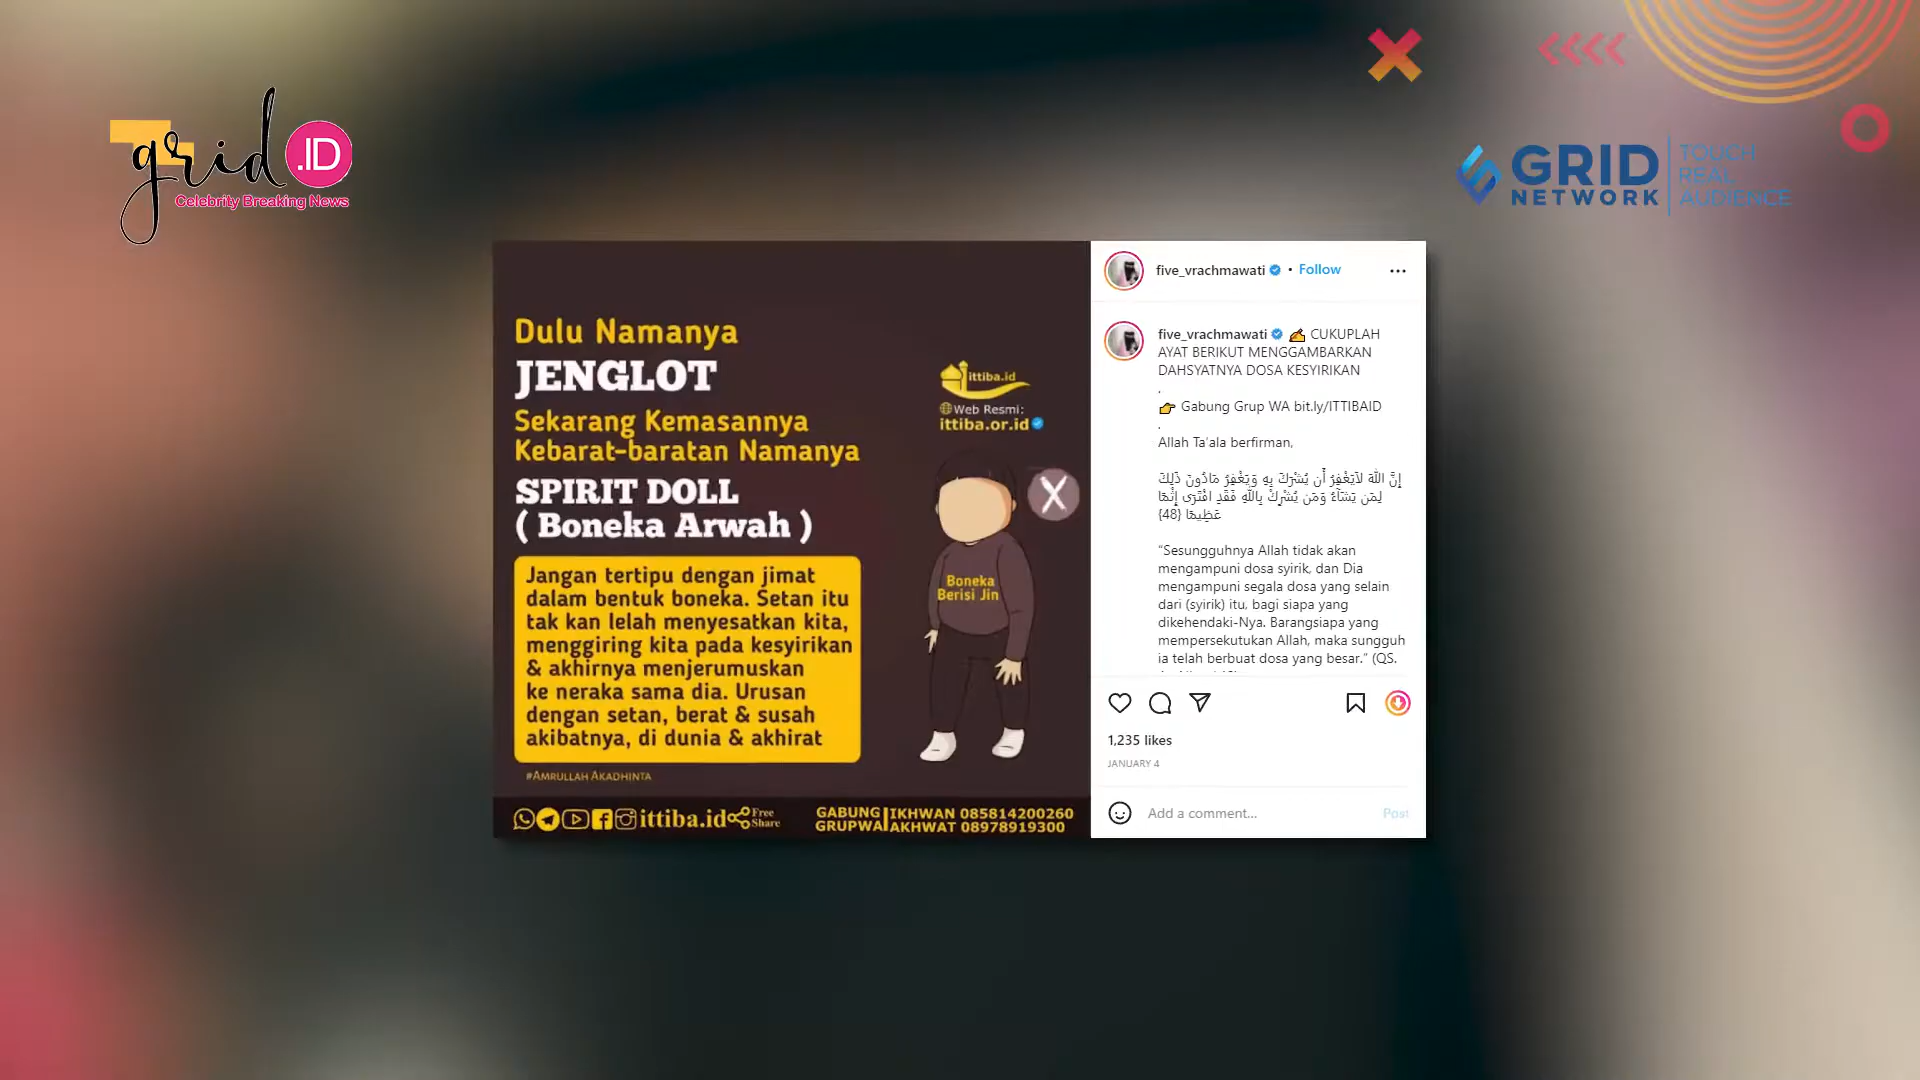 grid.ID
Celebrity Breaking News
GRID
NETWORK
TOUCH
REAL
AUDIENCE
Dulu Namanya
JENGLOT
Sekarang Kemasannya
Kebarat-baratan Namanya
SPIRIT DOLL
( Boneka Arwah )
Jangan tertipu dengan jimat
dalam bentuk boneka. Setan itu
tak kan lelah menyesatkan kita,
menggiring kita pada kesyirikan
& akhirnya menjerumuskan
ke neraka sama dia. Urusan
dengan setan, berat & susah
akibatnya, di dunia & akhirat
#Amrullah Akadhinta
ittiba.id
Web Resmi:
ittiba.or.id
X
Boneka
Berisi Jin
ittiba.id Free Share
GABUNG IKHWAN 085814200260
GRUPWA AKHWAT 08978919300
five_vrachmawati • Follow
five_vrachmawati ✍ CUKUPLAH
AYAT BERIKUT MENGGAMBARKAN
DAHSYATNYA DOSA KESYIRIKAN
.
👉 Gabung Grup WA bit.ly/ITTIBAID
.
Allah Ta'ala berfirman,
إِنَّ اللهَ لاَيَغْفِرُ أَن يُشْرَكَ بِهِ وَيَغْفِرُ مَادُونَ ذَلِكَ
لِمَن يَشَآءُ وَمَن يُشْرِكْ بِاللهِ فَقَدِ افْتَرَى إِثْمًا
عَظِيمًا {48}
“Sesungguhnya Allah tidak akan
mengampuni dosa syirik, dan Dia
mengampuni segala dosa yang selain
dari (syirik) itu, bagi siapa yang
dikehendaki-Nya. Barangsiapa yang
mempersekutukan Allah, maka sungguh
ia telah berbuat dosa yang besar.” (QS.
1,235 likes
JANUARY 4
Add a comment...
Post